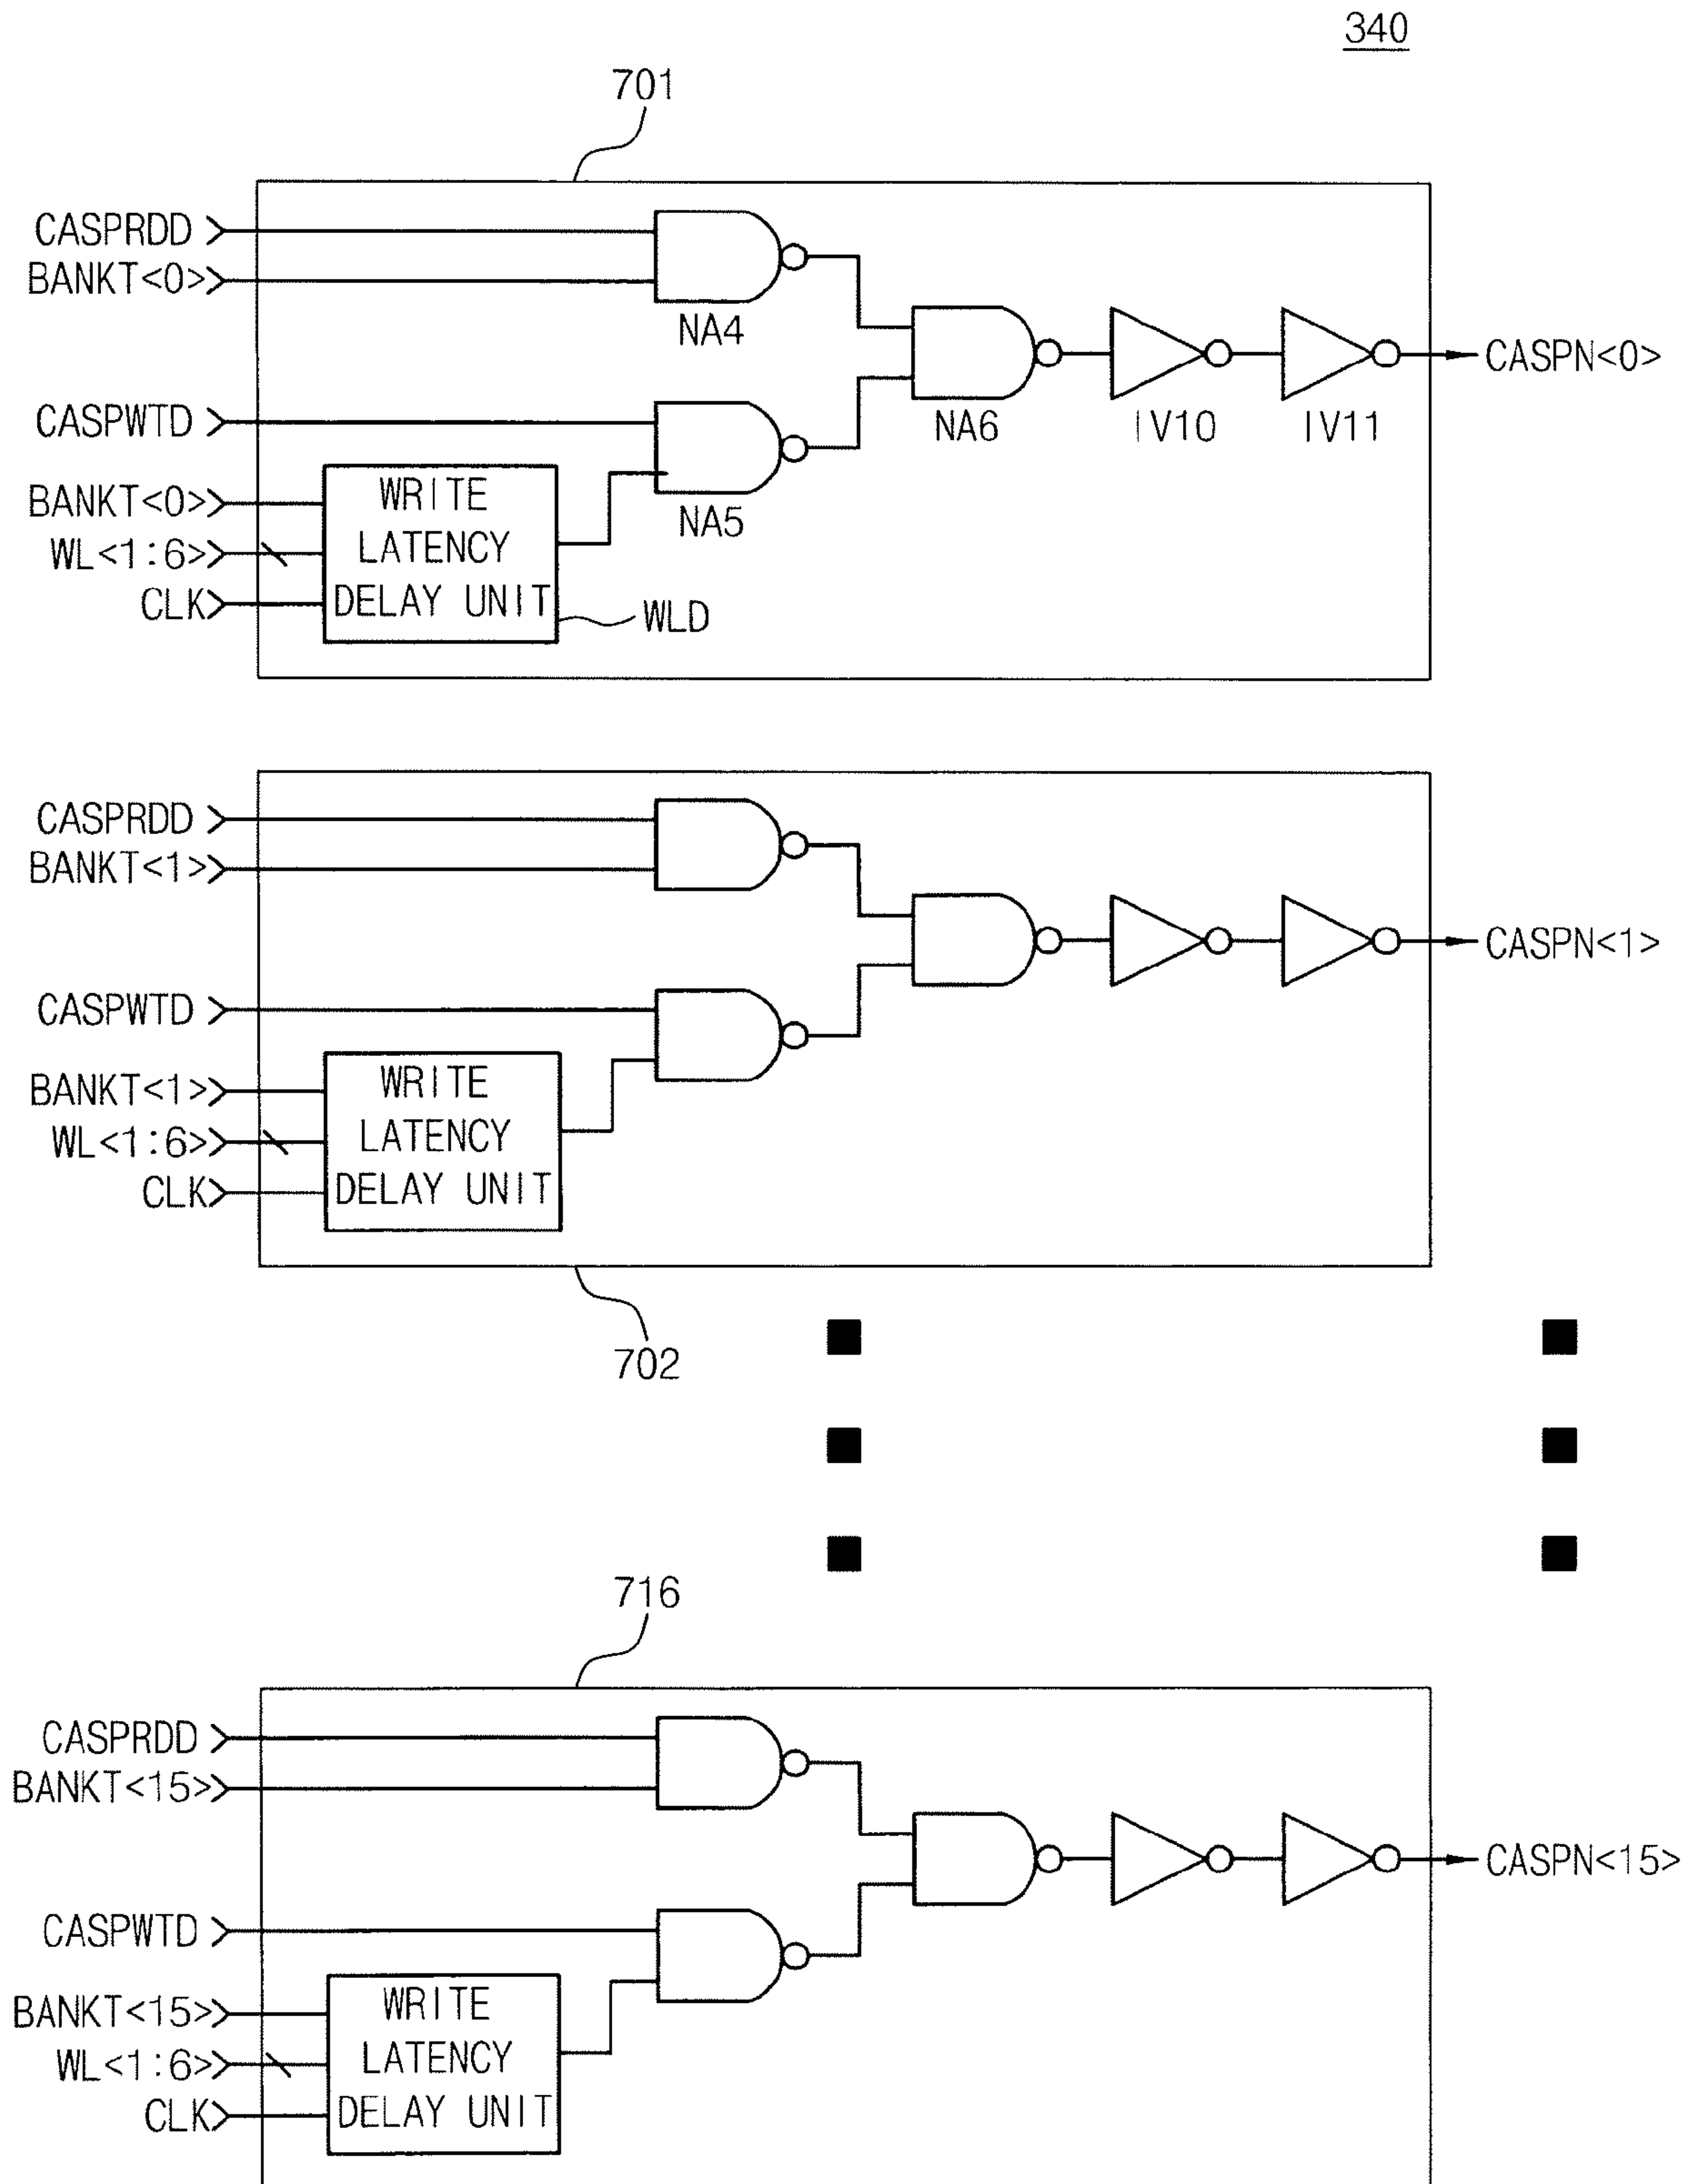 340
701
CASPRDD
BANKT<0>
NA4
CASPN<0>
NA6
IV10
IV11
CASPWTD
NA5
BANKT<0>
WL<1:6>
CLK
WRITE
LATENCY
DELAY UNIT
WLD
CASPRDD
BANKT<1>
CASPN<1>
CASPWTD
BANKT<1>
WL<1:6>
CLK
WRITE
LATENCY
DELAY UNIT
702
716
CASPRDD
BANKT<15>
CASPN<15>
CASPWTD
BANKT<15>
WL<1:6>
CLK
WRITE
LATENCY
DELAY UNIT